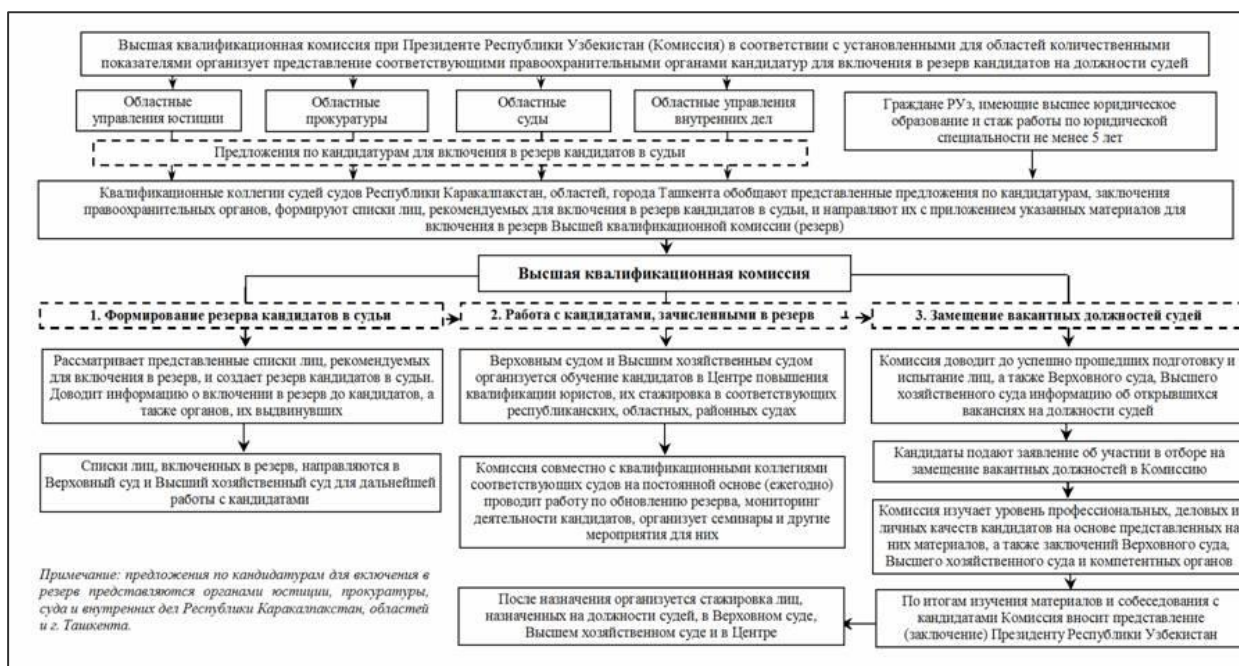 Высшая квалификационная комиссия при Президенте Республики Узбекистан (Комиссия) в соответствии с установленными для областей количественными
показателями организует представление соответствующими правоохранительными органами кандидатур для включения в резерв кандидатов на должности судей
Областные
управления юстиции
Областные
прокуратуры
Областные
суды
Областные управления
внутренних дел
Граждане РУз, имеющие высшее юридическое
образование и стаж работы по юридической
специальности не менее 5 лет
Предложения по кандидатурам для включения в резерв кандидатов в судьи
Квалификационные коллегии судей судов Республики Каракалпакстан, областей, города Ташкента обобщают представленные предложения по кандидатурам, заключения
правоохранительных органов, формируют списки лиц, рекомендуемых для включения в резерв кандидатов в судьи, и направляют их с приложением указанных материалов для
включения в резерв Высшей квалификационной комиссии (резерв)
Высшая квалификационная комиссия
1. Формирование резерва кандидатов в судьи
Рассматривает представленные списки лиц, рекомендуемых
для включения в резерв, и создает резерв кандидатов в судьи.
Доводит информацию о включении в резерв до кандидатов, а
также органов, их выдвинувших
Списки лиц, включенных в резерв, направляются в
Верховный суд и Высший хозяйственный суд для дальнейшей
работы с кандидатами
Примечание: предложения по кандидатурам для включения в
резерв представляются органами юстиции, прокуратуры,
суда и внутренних дел Республики Каракалпакстан, областей
и г. Ташкента.
2. Работа с кандидатами, зачисленными в резерв
Верховным судом и Высшим хозяйственным судом
организуется обучение кандидатов в Центре повышения
квалификации юристов, их стажировка в соответствующих
республиканских, областных, районных судах
Комиссия совместно с квалификационными коллегиями
соответствующих судов на постоянной основе (ежегодно)
проводит работу по обновлению резерва, мониторинг
деятельности кандидатов, организует семинары и другие
мероприятия для них
3. Замещение вакантных должностей судей
Комиссия доводит до успешно прошедших подготовку и
испытание лиц, а также Верховного суда, Высшего
хозяйственного суда информацию об открывшихся
вакансиях на должности судей
Кандидаты подают заявление об участии в отборе на
замещение вакантных должностей в Комиссию
Комиссия изучает уровень профессиональных, деловых и
личных качеств кандидатов на основе представленных на
них материалов, а также заключений Верховного суда,
Высшего хозяйственного суда и компетентных органов
По итогам изучения материалов и собеседования с
кандидатами Комиссия вносит представление
(заключение) Президенту Республики Узбекистан
После назначения организуется стажировка лиц,
назначенных на должности судей, в Верховном суде,
Высшем хозяйственном суде и в Центре